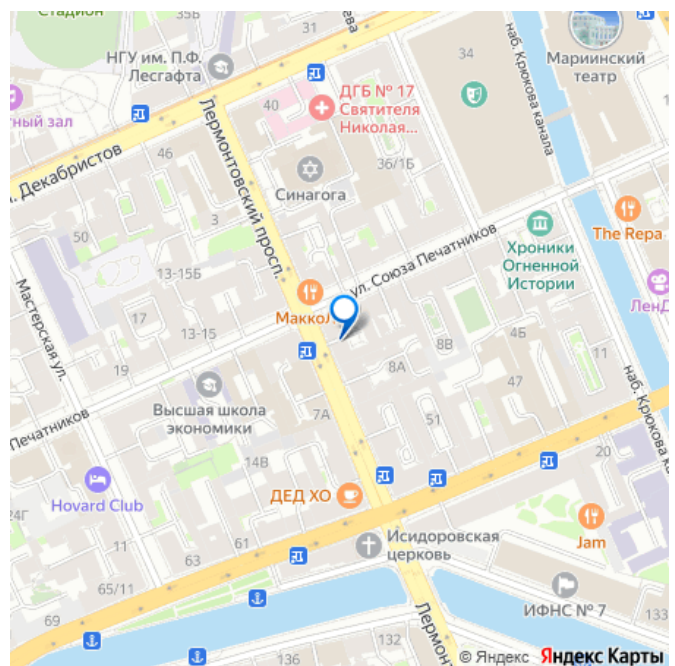 Стадион
35Б
НГУ им. П.Ф.
Лесгафта
31
34
Мариинский
театр
наб. Крюкова канала
ДГБ № 17
Святителя
Николая...
40
тный зал
Декабристов
46
Лермонтовский просп.
36/1Б
Синагога
3
50
13-15Б
ул. Союза Печатников
The Repa
Хроники
Огненной
Истории
Мастерская ул.
17
13-15
19
8В
4Б
11
8А
47
наб. Крюкова ка
Печатников
Высшая школа
экономики
7А
51
14В
20
Hovard Club
ДЕД ХО
Jam
24Г
11
63
61
Исидоровская
церковь
65/11
ИФНС № 7
133
69
132
136
Лермонт
© Яндекс Яндекс Карты